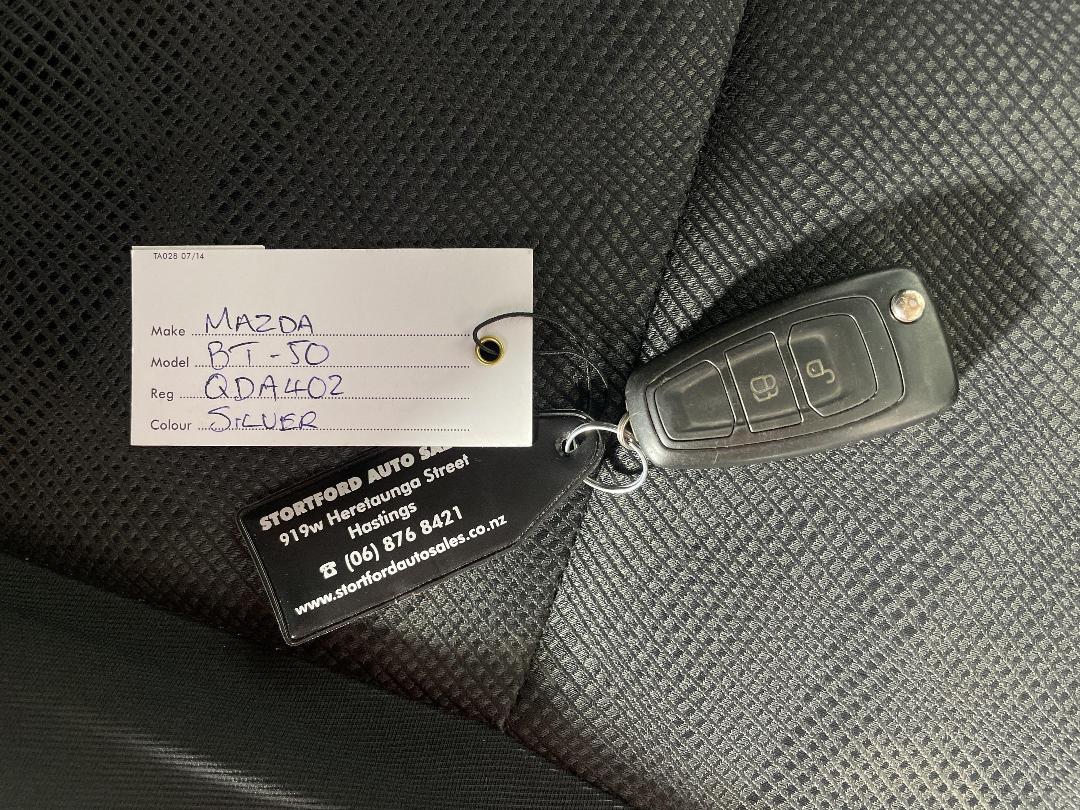 TA028 07/14
Make MAZDA
Model BT-50
Reg QDA402
Colour SILVER
STORTFORD AUTO
919w Heretaunga Street
Hastings
☎ (06) 876 8421
www.stortfordautosales.co.nz